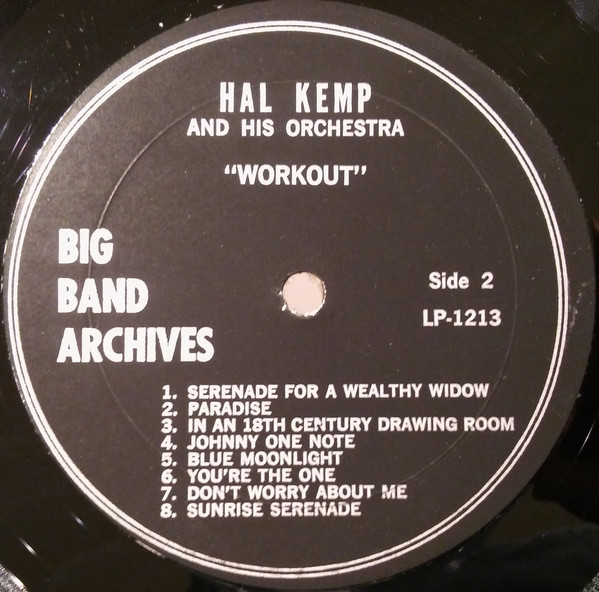 HAL KEMP
AND HIS ORCHESTRA
"WORKOUT"
BIG
BAND
ARCHIVES
Side 2
LP-1213
1. SERENADE FOR A WEALTHY WIDOW
2. PARADISE
3. IN AN 18TH CENTURY DRAWING ROOM
4. JOHNNY ONE NOTE
5. BLUE MOONLIGHT
6. YOU'RE THE ONE
7. DON'T WORRY ABOUT ME
8. SUNRISE SERENADE